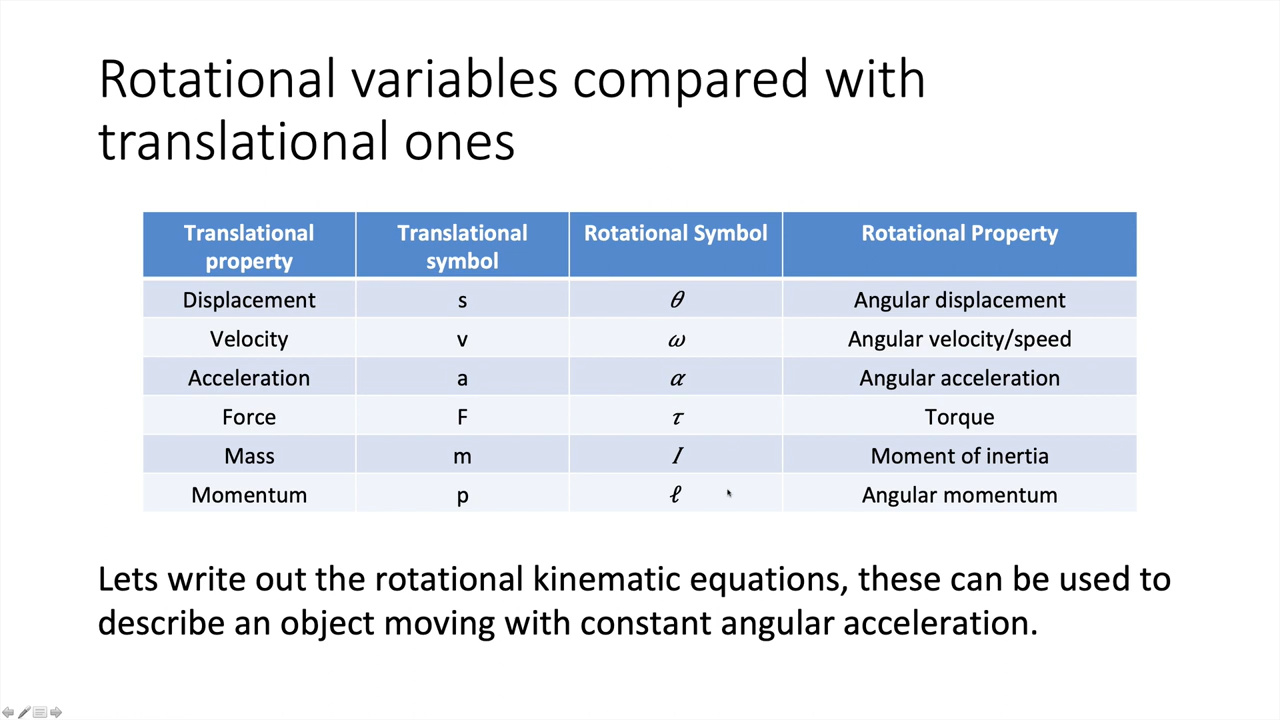 Rotational variables compared with
translational ones
Translational property | Translational symbol | Rotational Symbol | Rotational Property
Displacement | s | θ | Angular displacement
Velocity | v | ω | Angular velocity/speed
Acceleration | a | α | Angular acceleration
Force | F | τ | Torque
Mass | m | I | Moment of inertia
Momentum | p | ℓ | Angular momentum
Lets write out the rotational kinematic equations, these can be used to
describe an object moving with constant angular acceleration.